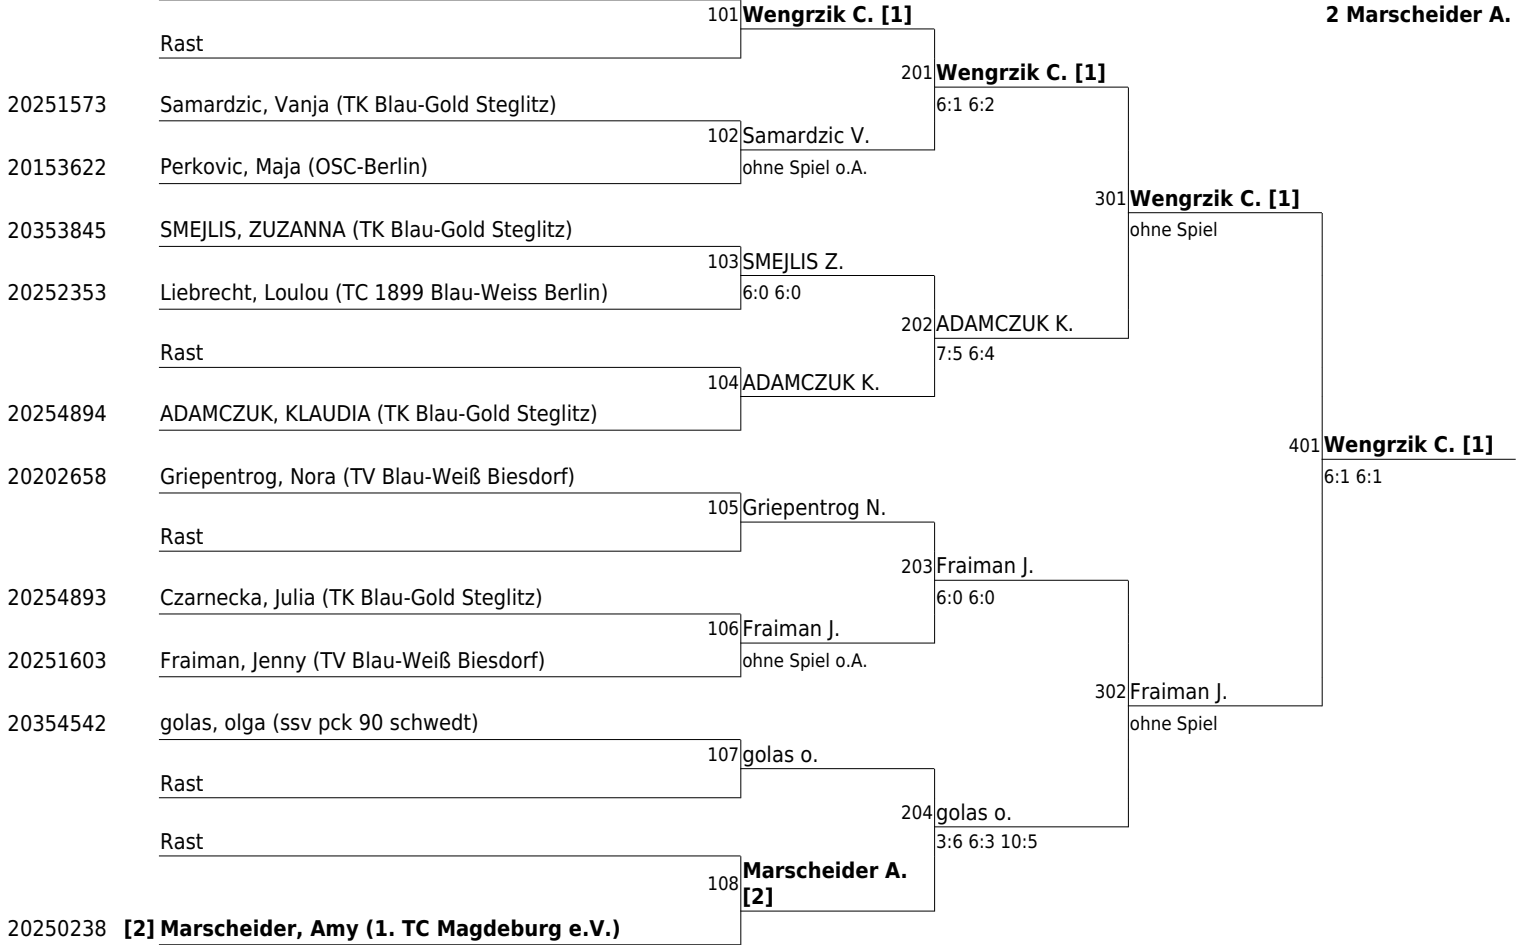 101 Wengrzik C. [1]
2 Marscheider A.
Rast
201 Wengrzik C. [1]
20251573 Samardzic, Vanja (TK Blau-Gold Steglitz)
6:1 6:2
102 Samardzic V.
20153622 Perkovic, Maja (OSC-Berlin)
ohne Spiel o.A.
301 Wengrzik C. [1]
20353845 SMEJLIS, ZUZANNA (TK Blau-Gold Steglitz)
ohne Spiel
103 SMEJLIS Z.
20252353 Liebrecht, Loulou (TC 1899 Blau-Weiss Berlin)
6:0 6:0
202 ADAMCZUK K.
Rast
7:5 6:4
104 ADAMCZUK K.
20254894 ADAMCZUK, KLAUDIA (TK Blau-Gold Steglitz)
401 Wengrzik C. [1]
20202658 Griepentrog, Nora (TV Blau-Weiß Biesdorf)
6:1 6:1
105 Griepentrog N.
Rast
203 Fraiman J.
20254893 Czarnecka, Julia (TK Blau-Gold Steglitz)
6:0 6:0
106 Fraiman J.
20251603 Fraiman, Jenny (TV Blau-Weiß Biesdorf)
ohne Spiel o.A.
302 Fraiman J.
20354542 golas, olga (ssv pck 90 schwedt)
ohne Spiel
107 golas o.
Rast
204 golas o.
Rast
3:6 6:3 10:5
108 Marscheider A.
[2]
20250238 [2] Marscheider, Amy (1. TC Magdeburg e.V.)